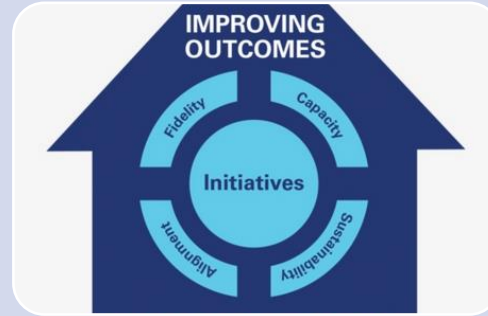 IMPROVING
OUTCOMES
Fidelity
Capacity
Initiatives
Alignment
Sustainability